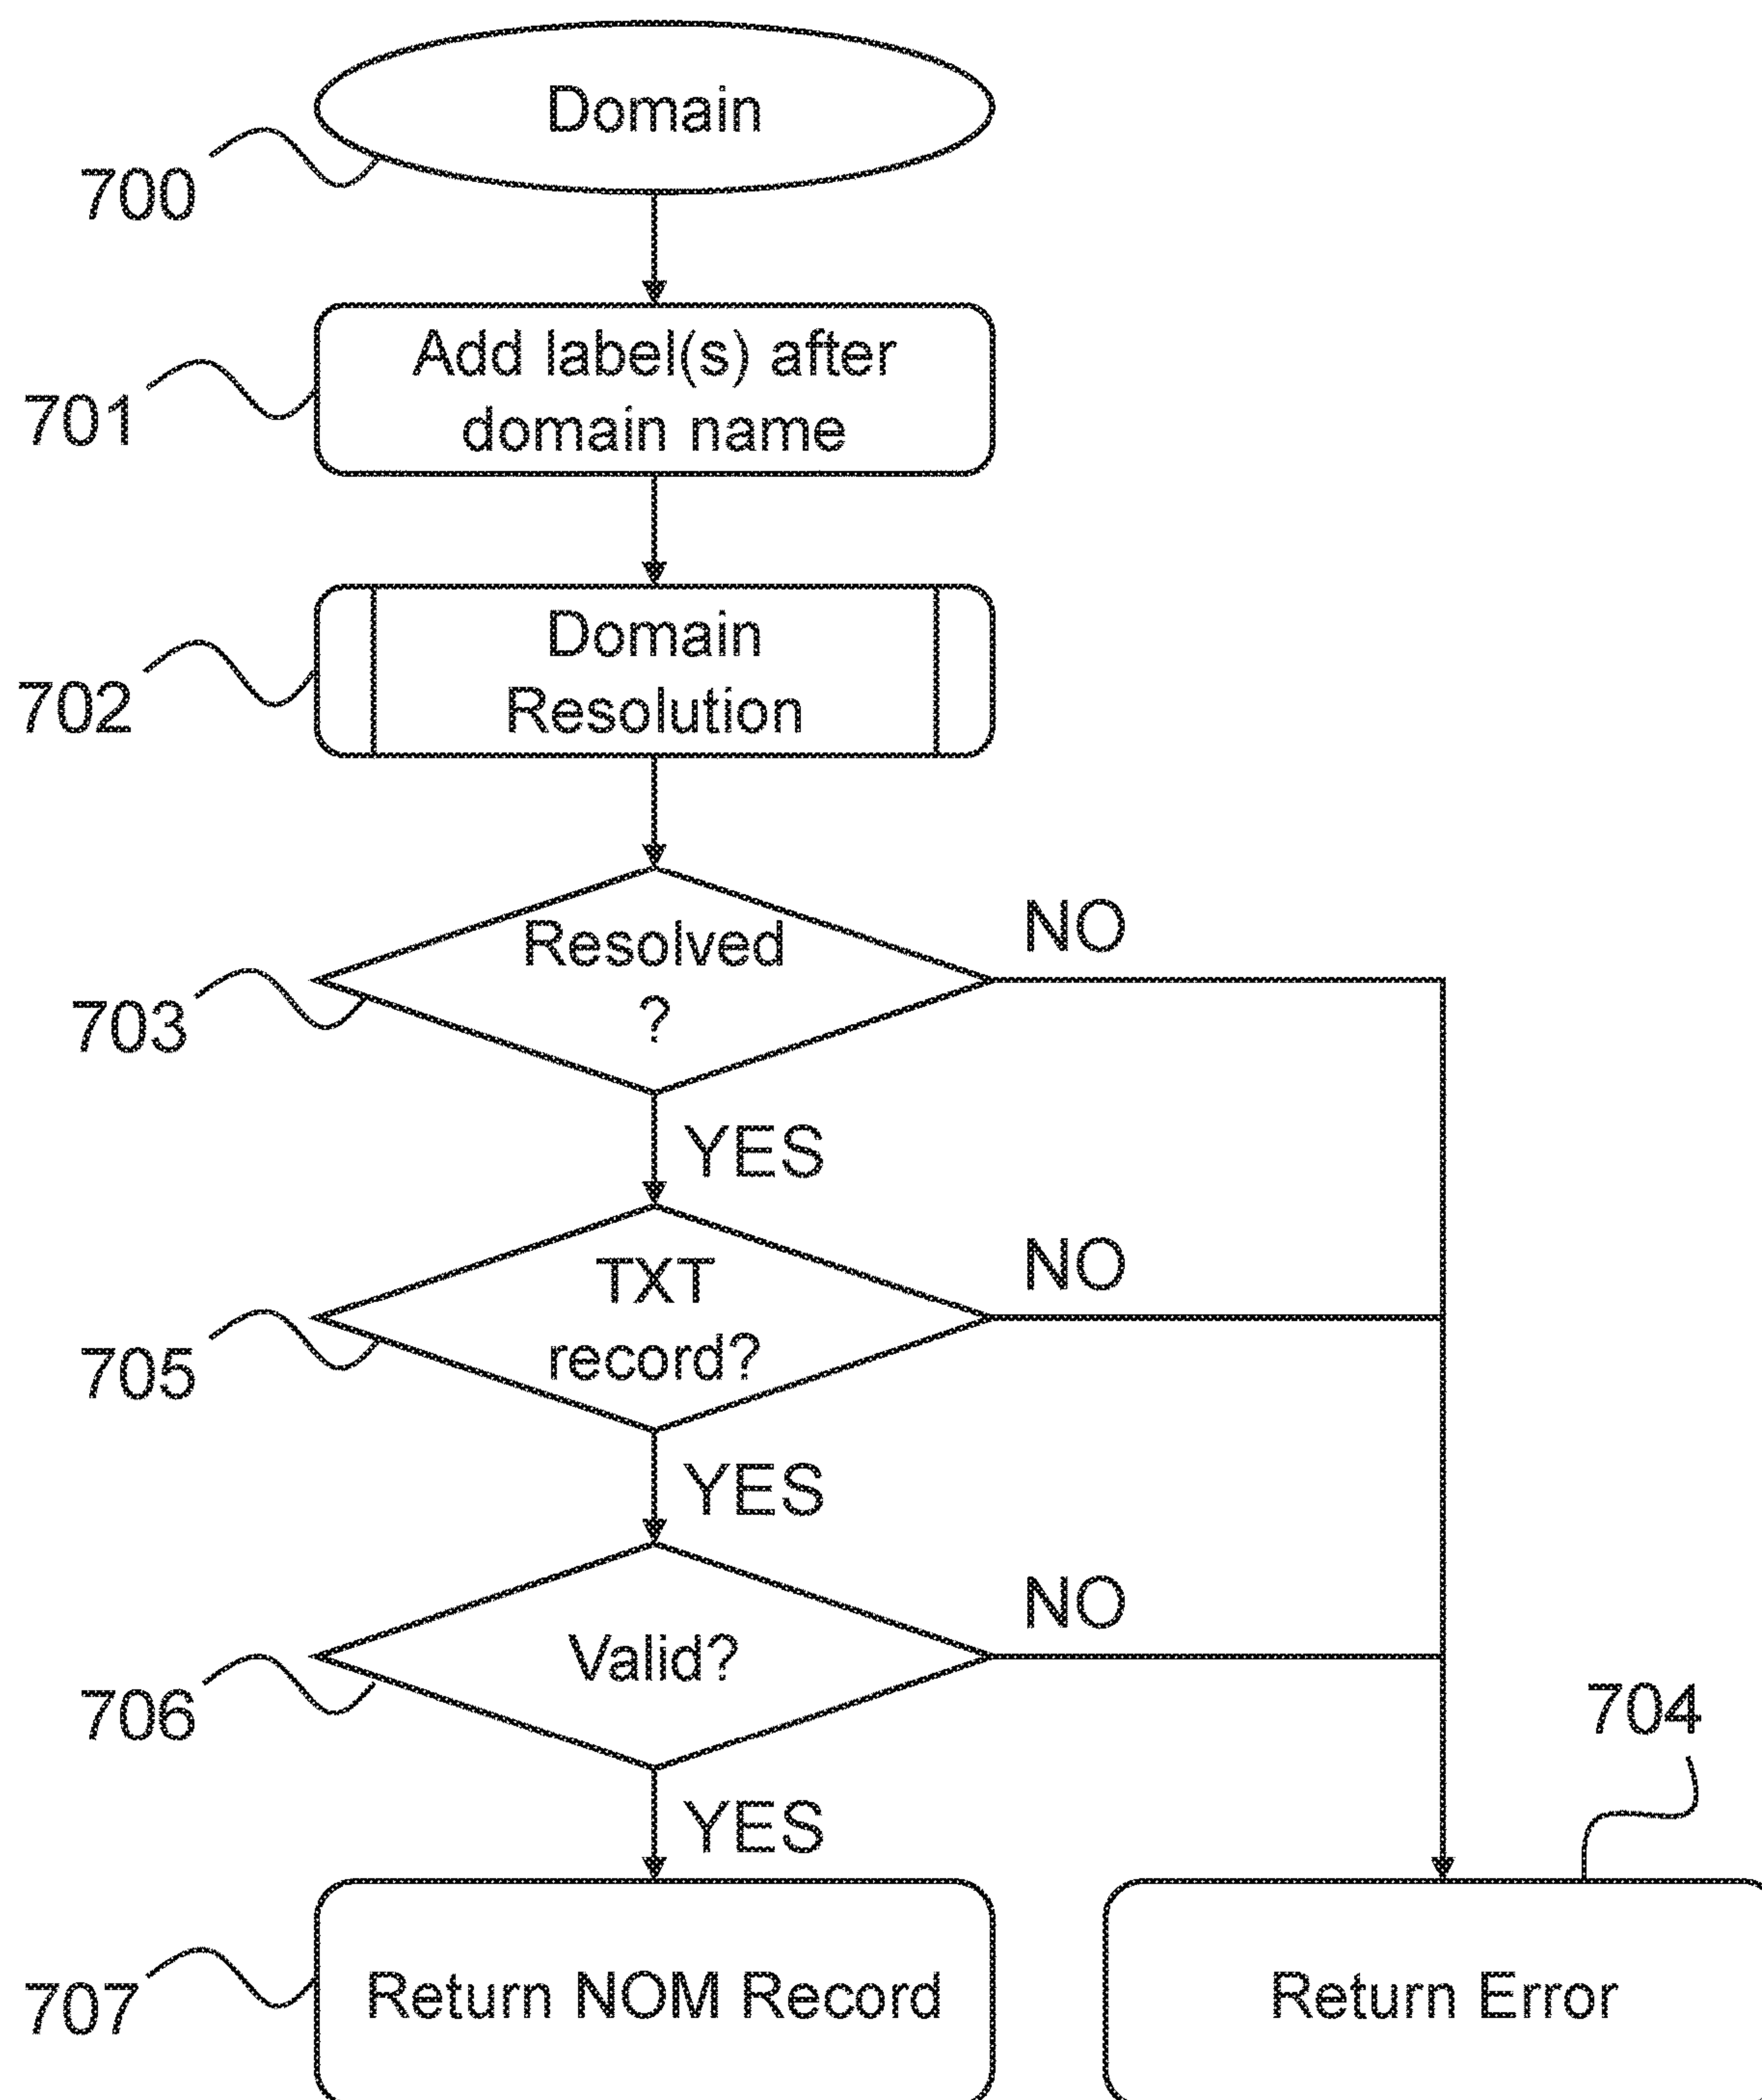 Domain
700
Add label(s) after
domain name
701
Domain
Resolution
702
Resolved
?
NO
703
YES
TXT
record?
NO
705
YES
Valid?
NO
706
704
YES
Return NOM Record
Return Error
707